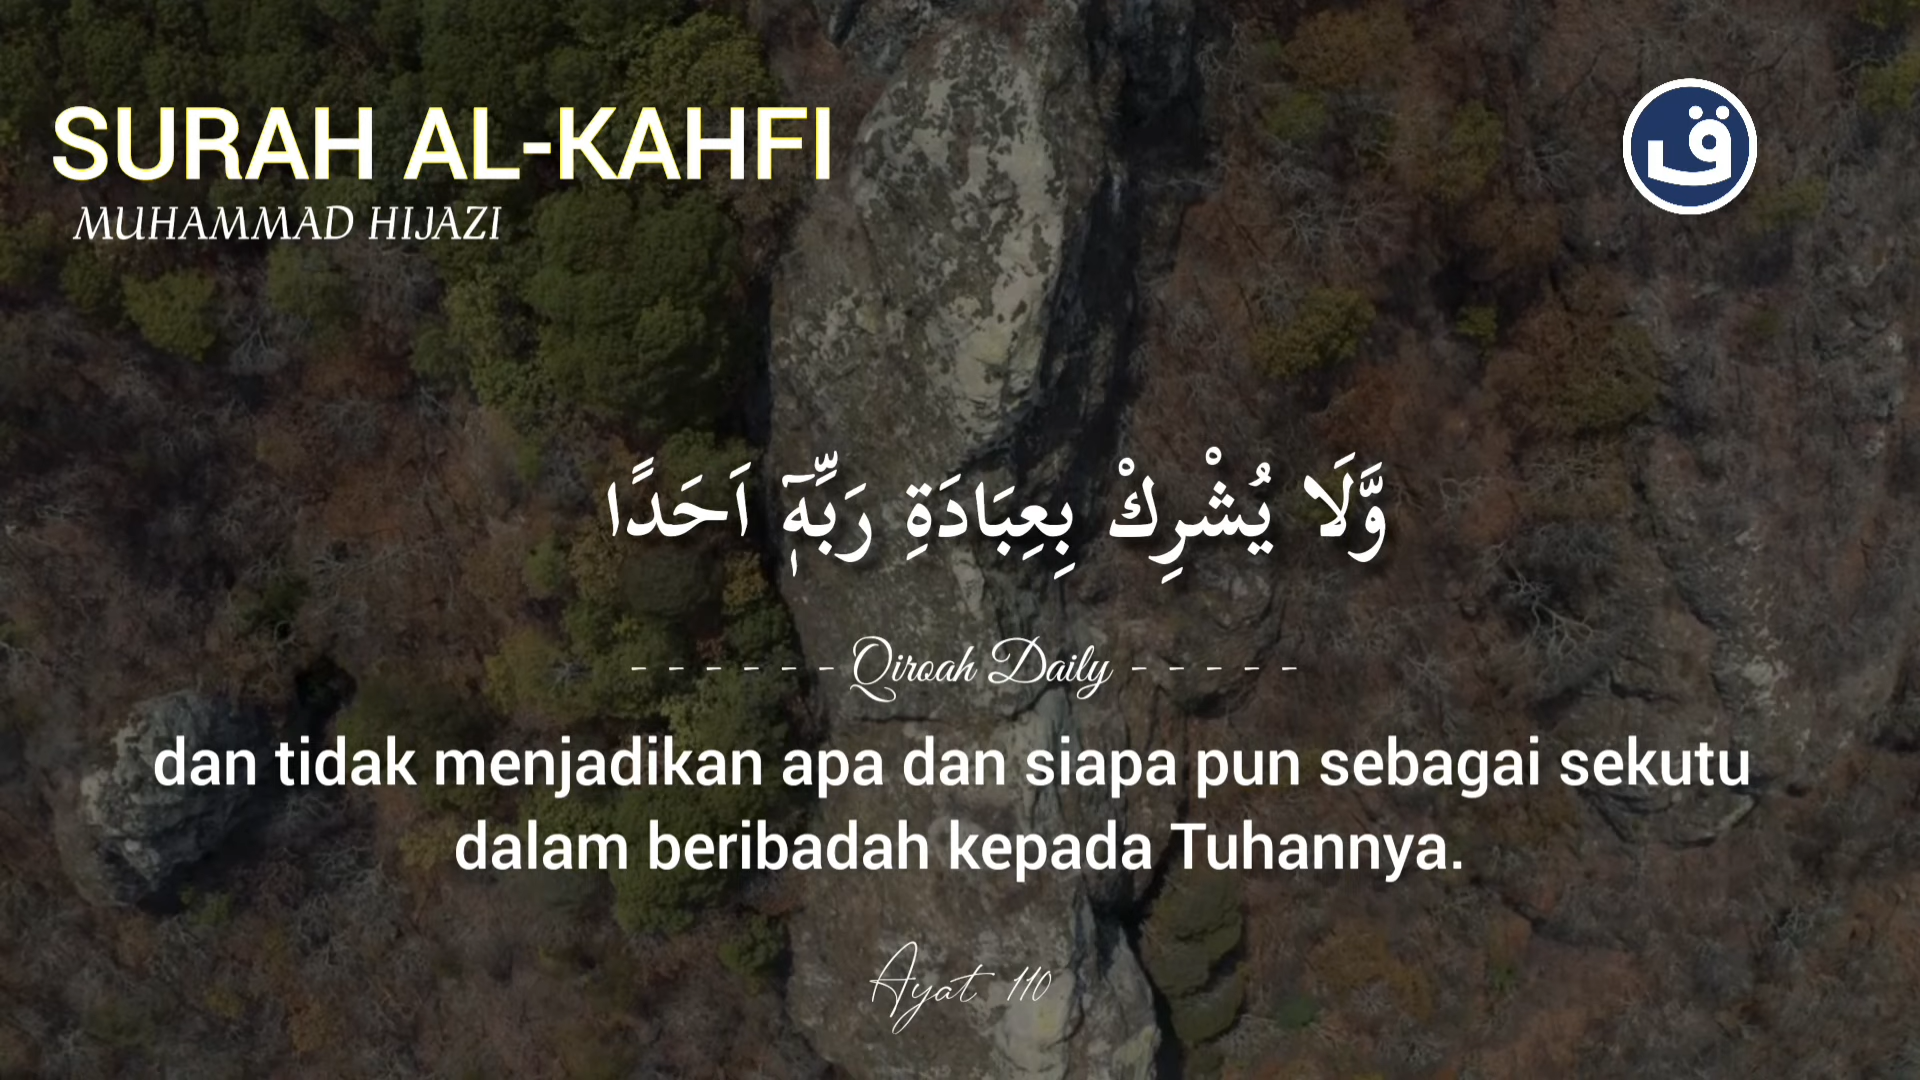 SURAH AL-KAHFI
MUHAMMAD HIJAZI
ق
وَّلَا يُشْرِكْ بِعِبَادَةِ رَبِّهٖٓ اَحَدًا
- - - - - - Qiroah Daily - - - - -
dan tidak menjadikan apa dan siapa pun sebagai sekutu
dalam beribadah kepada Tuhannya.
Ayat 110